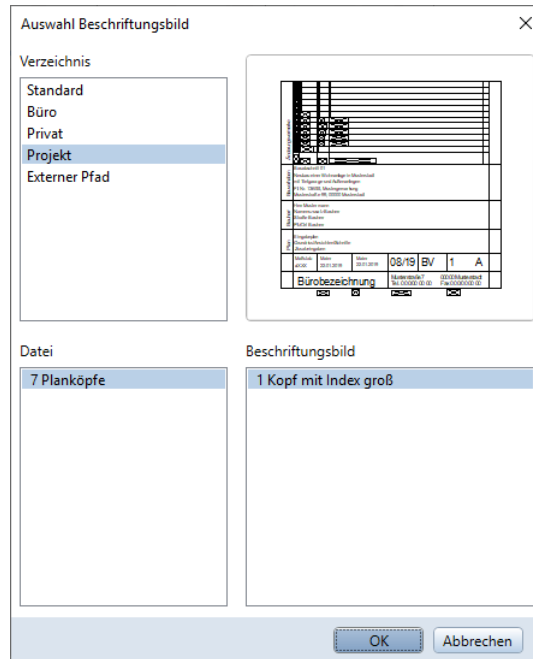 Auswahl Beschriftungsbild
Verzeichnis
Standard
Büro
Privat
Projekt
Externer Pfad
08/19 BV 1 A
Bürobezeichnung
Datei
7 Planköpfe
Beschriftungsbild
1 Kopf mit Index groß
OK
Abbrechen